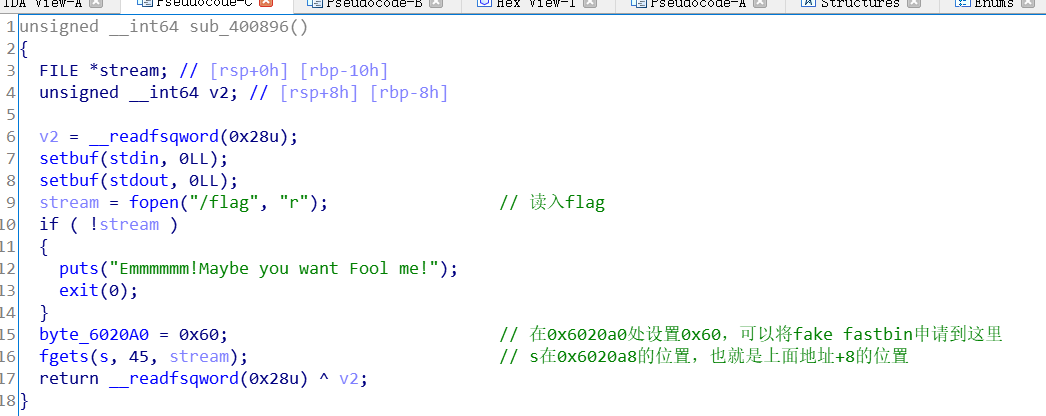 IDA View-A Pseudocode-C Pseudocode-B Hex View-1 Pseudocode-A Structures Enums
1 unsigned __int64 sub_400896()
2 {
3   FILE *stream; // [rsp+0h] [rbp-10h]
4   unsigned __int64 v2; // [rsp+8h] [rbp-8h]
5
6   v2 = __readfsqword(0x28u);
7   setbuf(stdin, 0LL);
8   setbuf(stdout, 0LL);
9   stream = fopen("/flag", "r");                 // 读入flag
10   if ( !stream )
11   {
12     puts("Emmmmmm!Maybe you want Fool me!");
13     exit(0);
14   }
15   byte_6020A0 = 0x60;                           // 在0x6020a0处设置0x60，可以将fake fastbin申请到这里
16   fgets(s, 45, stream);                         // s在0x6020a8的位置，也就是上面地址+8的位置
17   return __readfsqword(0x28u) ^ v2;
18 }